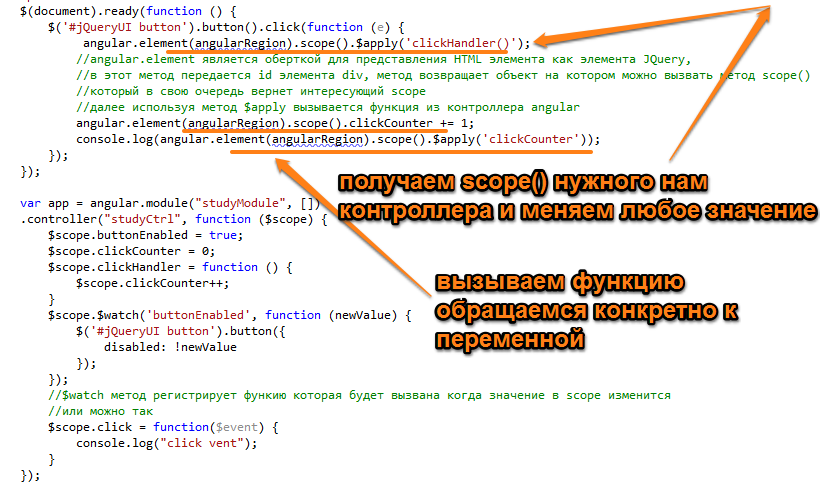 $(document).ready(function () {
$('#jQueryUI button').button().click(function (e) {
angular.element(angularRegion).scope().$apply('clickHandler()');
//angular.element является оберткой для представления HTML элемента как элемента JQuery,
//в этот метод передается id элемента div, метод возвращает объект на котором можно вызвать метод scope()
//который в свою очередь вернет интересующий scope
//далее используя метод $apply вызывается функция из контроллера angular
angular.element(angularRegion).scope().clickCounter += 1;
console.log(angular.element(angularRegion).scope().$apply('clickCounter'));
});
});
получаем scope() нужного нам
контроллера и меняем любое значение
var app = angular.module("studyModule", [])
.controller("studyCtrl", function ($scope) {
$scope.buttonEnabled = true;
$scope.clickCounter = 0;
$scope.clickHandler = function () {
$scope.clickCounter++;
}
вызываем функцию
обращаемся конкретно к
переменной
$scope.$watch('buttonEnabled', function (newValue) {
$('#jQueryUI button').button({
disabled: !newValue
});
});
//$watch метод регистрирует функию которая будет вызвана когда значение в scope изменится
//или можно так
$scope.click = function($event) {
console.log("click vent");
}
});